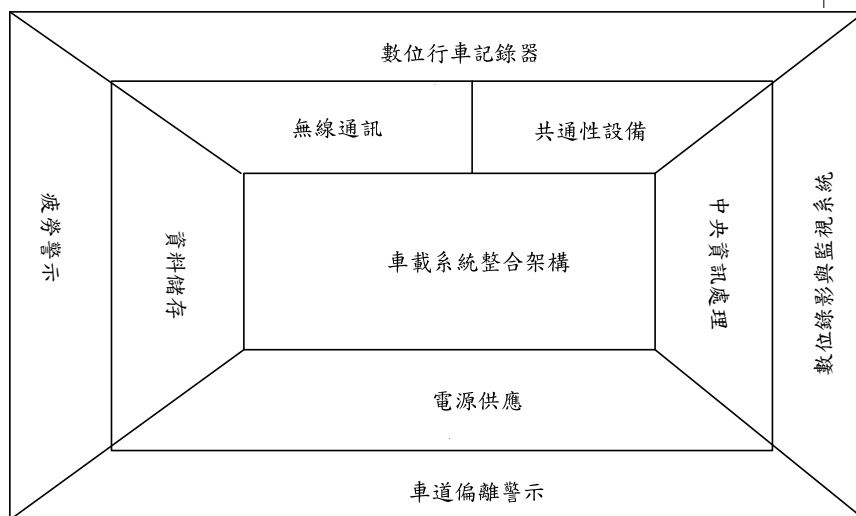 數位行車記錄器
無線通訊
共通性設備
疲勞警示
資料儲存
車載系統整合架構
中央資訊處理
數位錄影與監視系統
電源供應
車道偏離警示